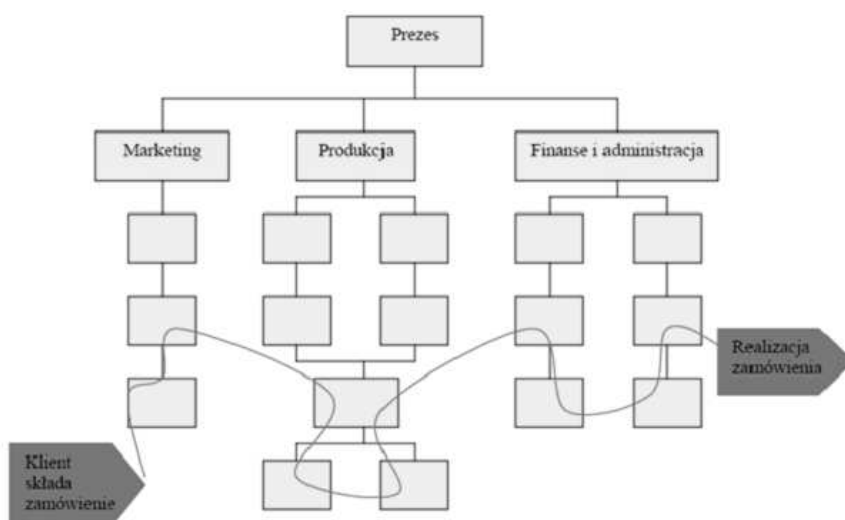 Prezes
Marketing
Produkcja
Finanse i administracja
Realizacja
zamówienia
Klient
składa
zamówienie